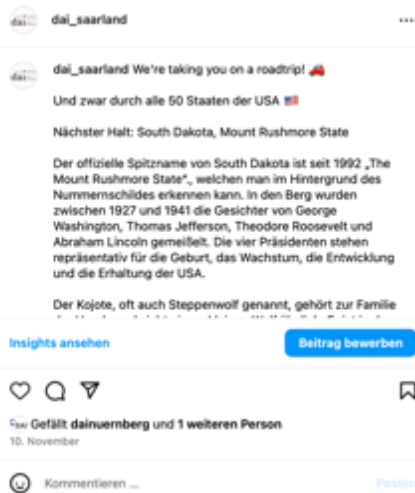 dai_saarland
dai_saarland We're taking you on a roadtrip! 🚗
Und zwar durch alle 50 Staaten der USA 🇺🇸
Nächster Halt: South Dakota, Mount Rushmore State
Der offizielle Spitzname von South Dakota ist seit 1992 „The
Mount Rushmore State“., welchen man im Hintergrund des
Nummernschildes erkennen kann. In den Berg wurden
zwischen 1927 und 1941 die Gesichter von George
Washington, Thomas Jefferson, Theodore Roosevelt und
Abraham Lincoln gemeißelt. Die vier Präsidenten stehen
repräsentativ für die Geburt, das Wachstum, die Entwicklung
und die Erhaltung der USA.
Der Kojote, oft auch Steppenwolf genannt, gehört zur Familie
Insights ansehen
Beitrag bewerben
Gefällt dainuernberg und 1 weiteren Person
10. November
Kommentieren ...
Posten